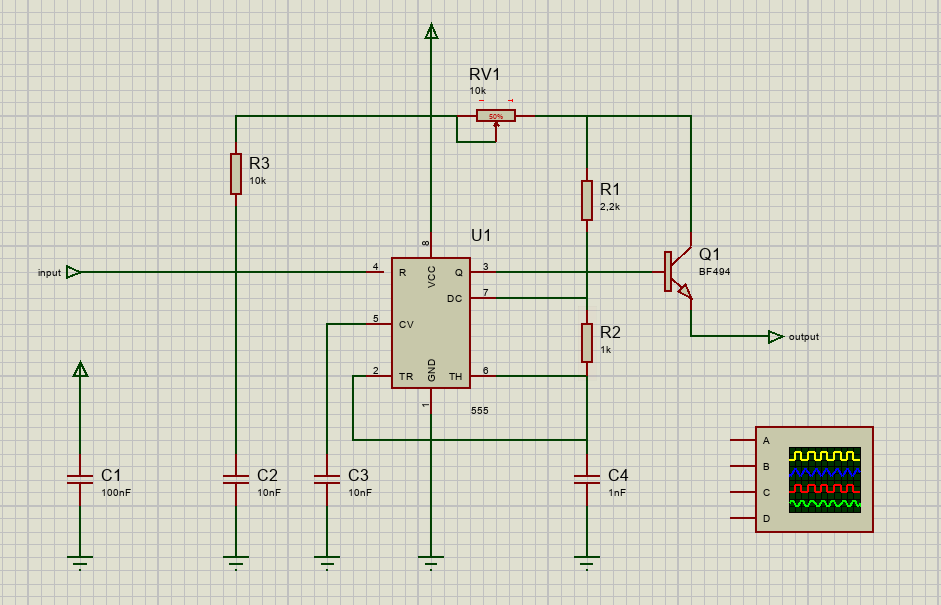 RV1
10k
50%
R3
10k
R1
2,2k
U1
8
Q1
BF494
input
4
R
VCC
Q
3
DC
7
5
CV
R2
1k
2
TR
GND
TH
6
1
555
output
A
B
C
D
C1
100nF
C2
10nF
C3
10nF
C4
1nF